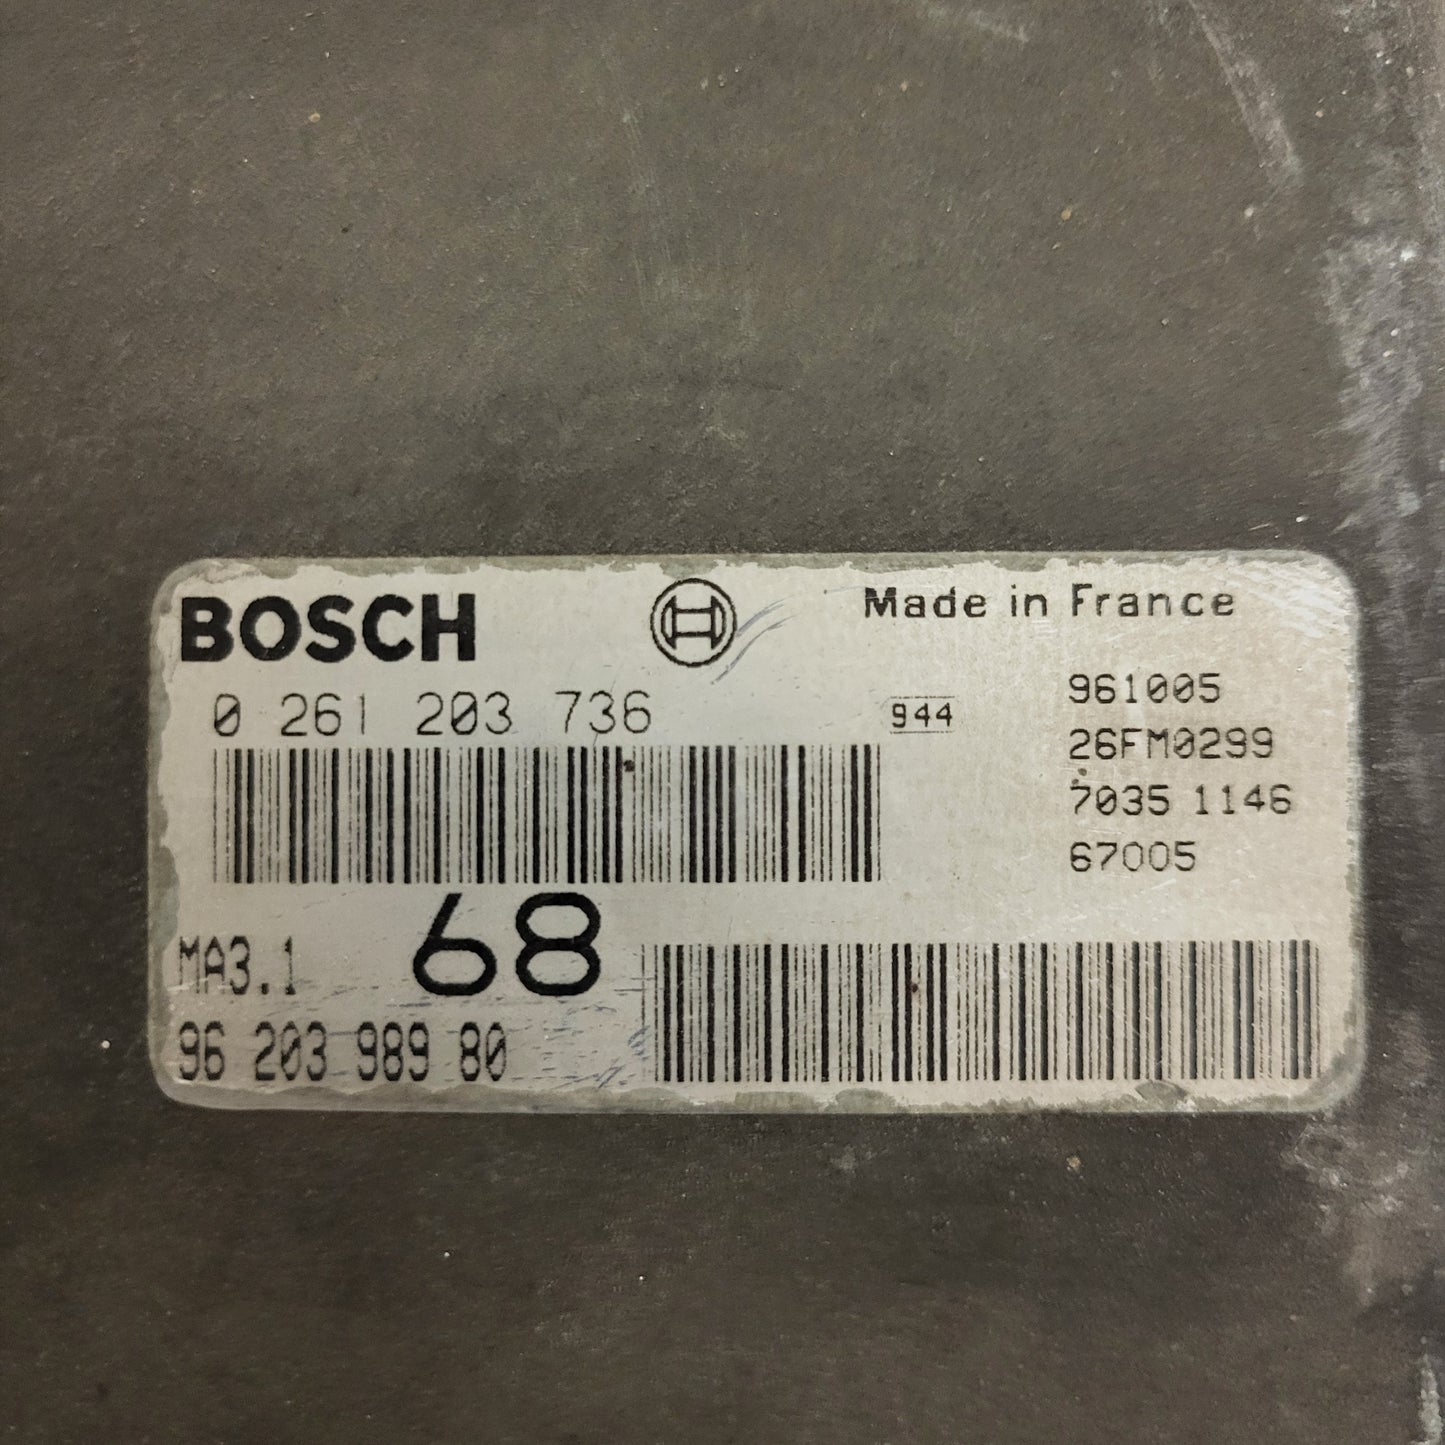 BOSCH
Made in France
0 261 203 736
944
961005
26FM0299
7035 1146
67005
MA3.1
68
96 203 989 80